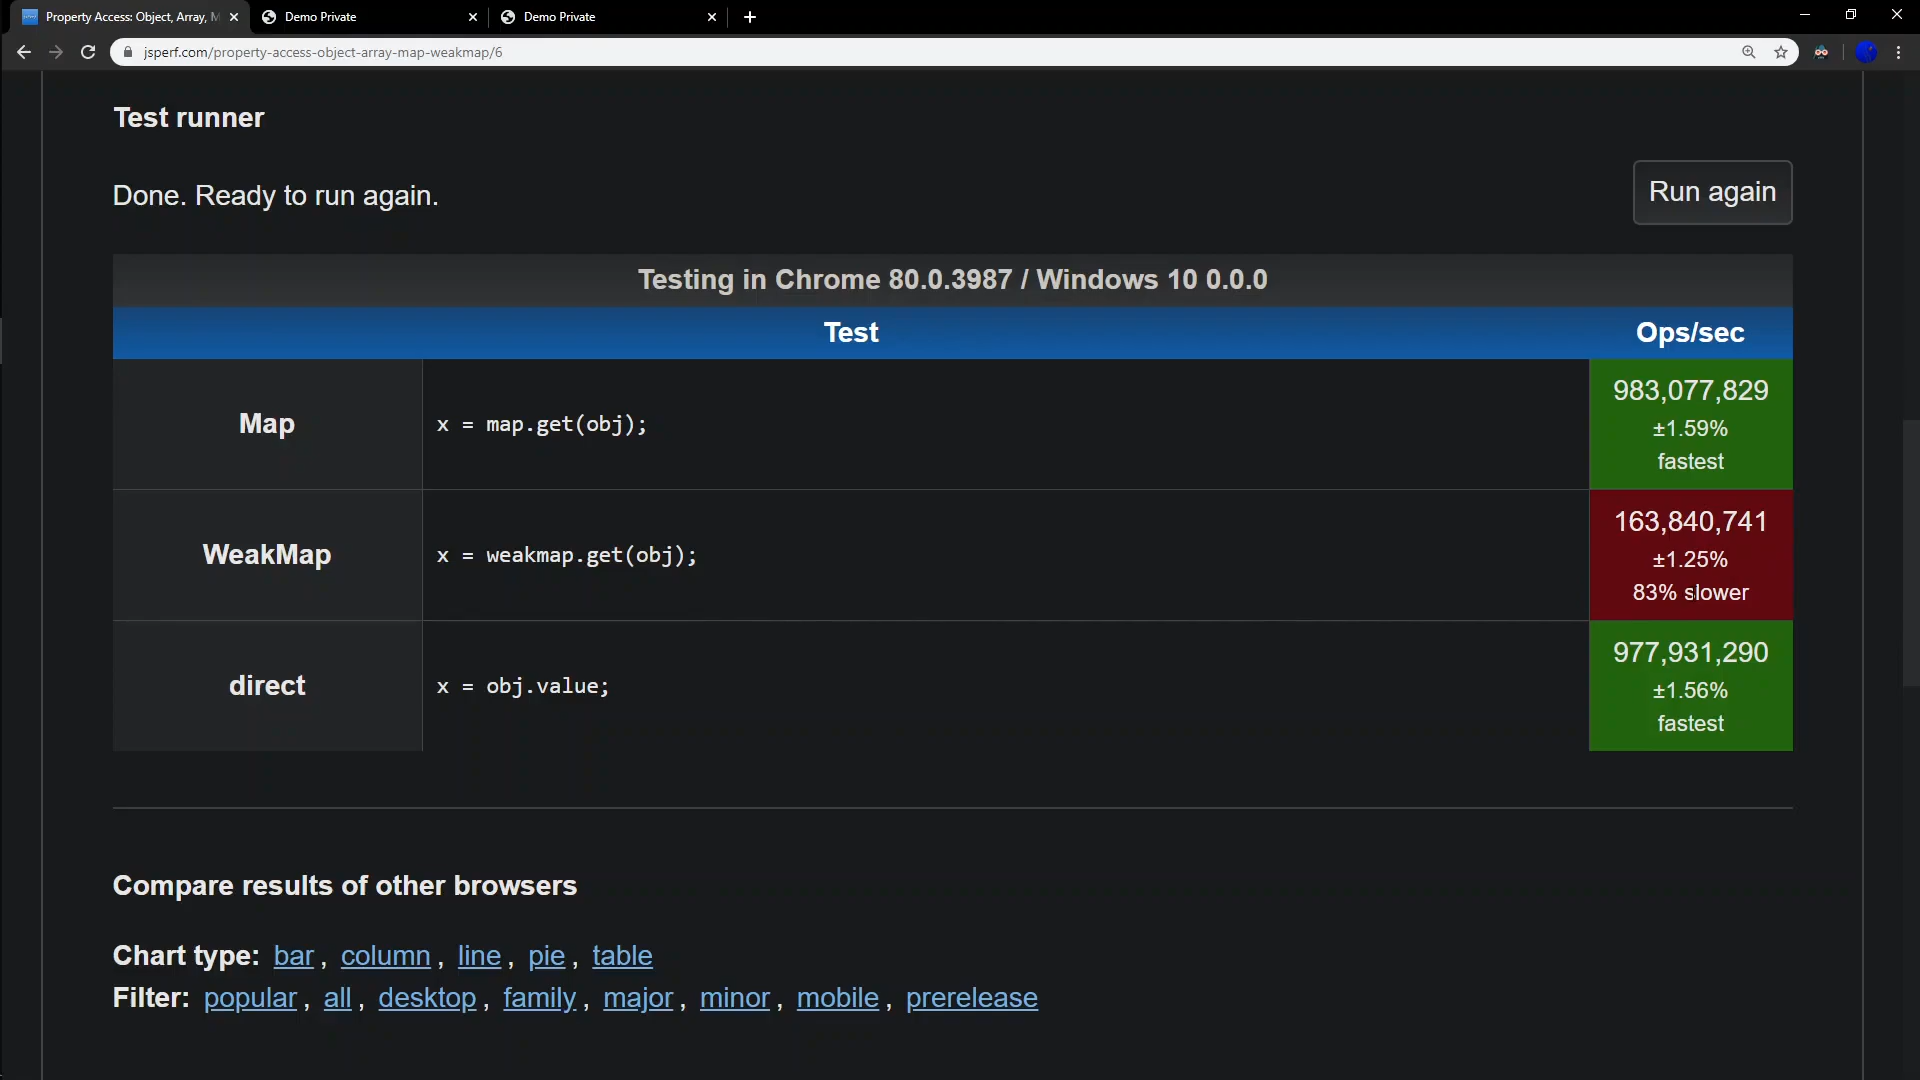 Property Access: Object, Array, M
Demo Private
Demo Private
jsperf.com/property-access-object-array-map-weakmap/6
Test runner
Done. Ready to run again.
Run again
Testing in Chrome 80.0.3987 / Windows 10 0.0.0
Test
Ops/sec
Map
x = map.get(obj);
983,077,829
±1.59%
fastest
WeakMap
x = weakmap.get(obj);
163,840,741
±1.25%
83% slower
direct
x = obj.value;
977,931,290
±1.56%
fastest
Compare results of other browsers
Chart type: bar, column, line, pie, table
Filter: popular, all, desktop, family, major, minor, mobile, prerelease